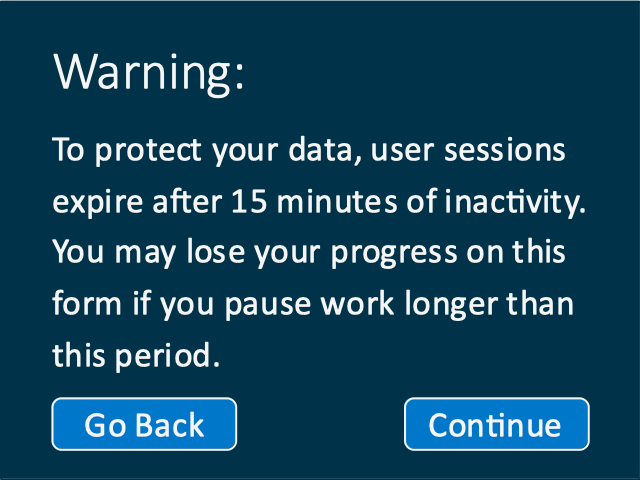 Warning:
To protect your data, user sessions
expire after 15 minutes of inactivity.
You may lose your progress on this
form if you pause work longer than
this period.
Go Back
Continue